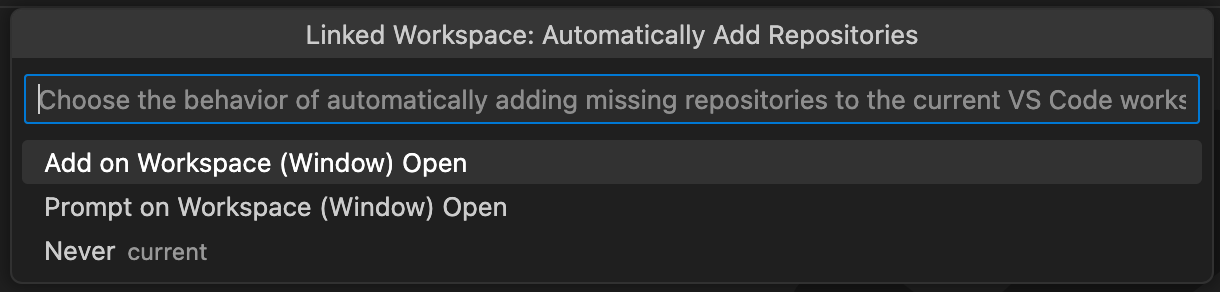 Linked Workspace: Automatically Add Repositories
Choose the behavior of automatically adding missing repositories to the current VS Code works
Add on Workspace (Window) Open
Prompt on Workspace (Window) Open
Never current